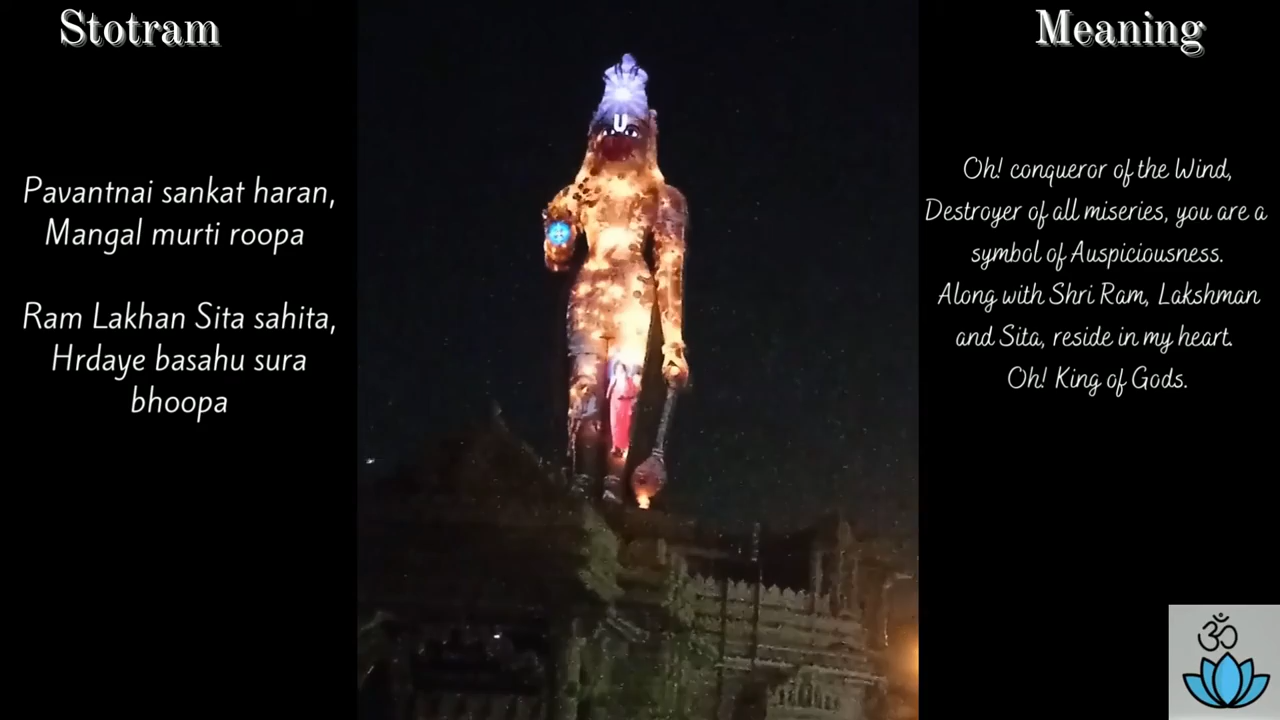 Stotram
Pavantnai sankat haran,
Mangal murti roopa
Ram Lakhan Sita sahita,
Hrdaye basahu sura
bhoopa
Meaning
Oh! conqueror of the Wind,
Destroyer of all miseries, you are a
symbol of Auspiciousness.
Along with Shri Ram, Lakshman
and Sita, reside in my heart.
Oh! King of Gods.
ॐ